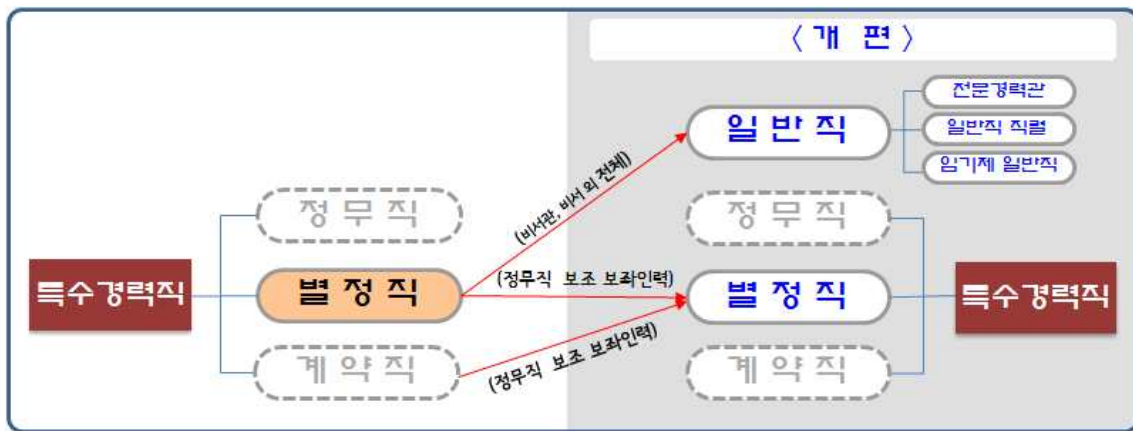 〈 개 편 〉
전문경력관
일반직
일반직 직렬
임기제 일반직
(비서관, 비서 외 전체)
정무직
정무직
특수경력직
별정직
(정무직 보조 보좌인력)
별정직
특수경력직
계약직
(정무직 보조 보좌인력)
계약직